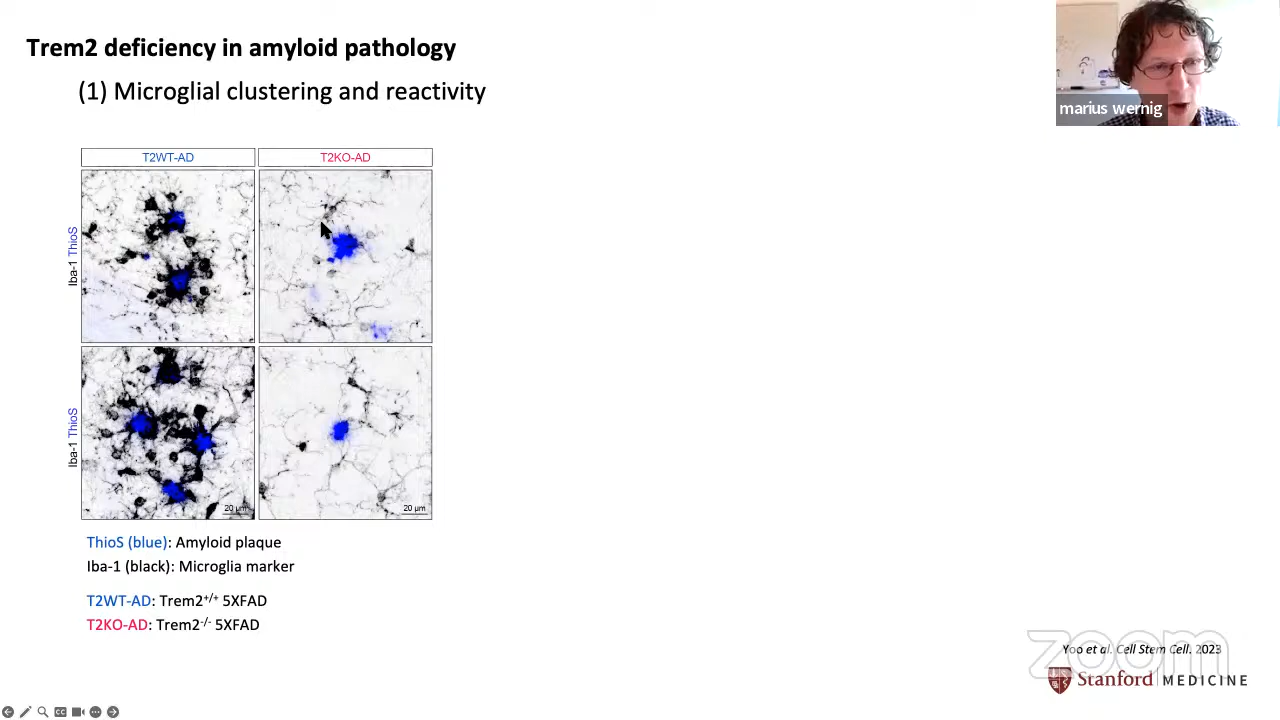 Trem2 deficiency in amyloid pathology
(1) Microglial clustering and reactivity
marius wernig
T2WT-AD
T2KO-AD
Iba-1 ThioS
Iba-1 ThioS
20 µm
20 µm
ThioS (blue): Amyloid plaque
Iba-1 (black): Microglia marker
T2WT-AD: Trem2+/+ 5XFAD
T2KO-AD: Trem2-/- 5XFAD
Yoo et al. Cell Stem Cell. 2023
zoom
Stanford MEDICINE
CC